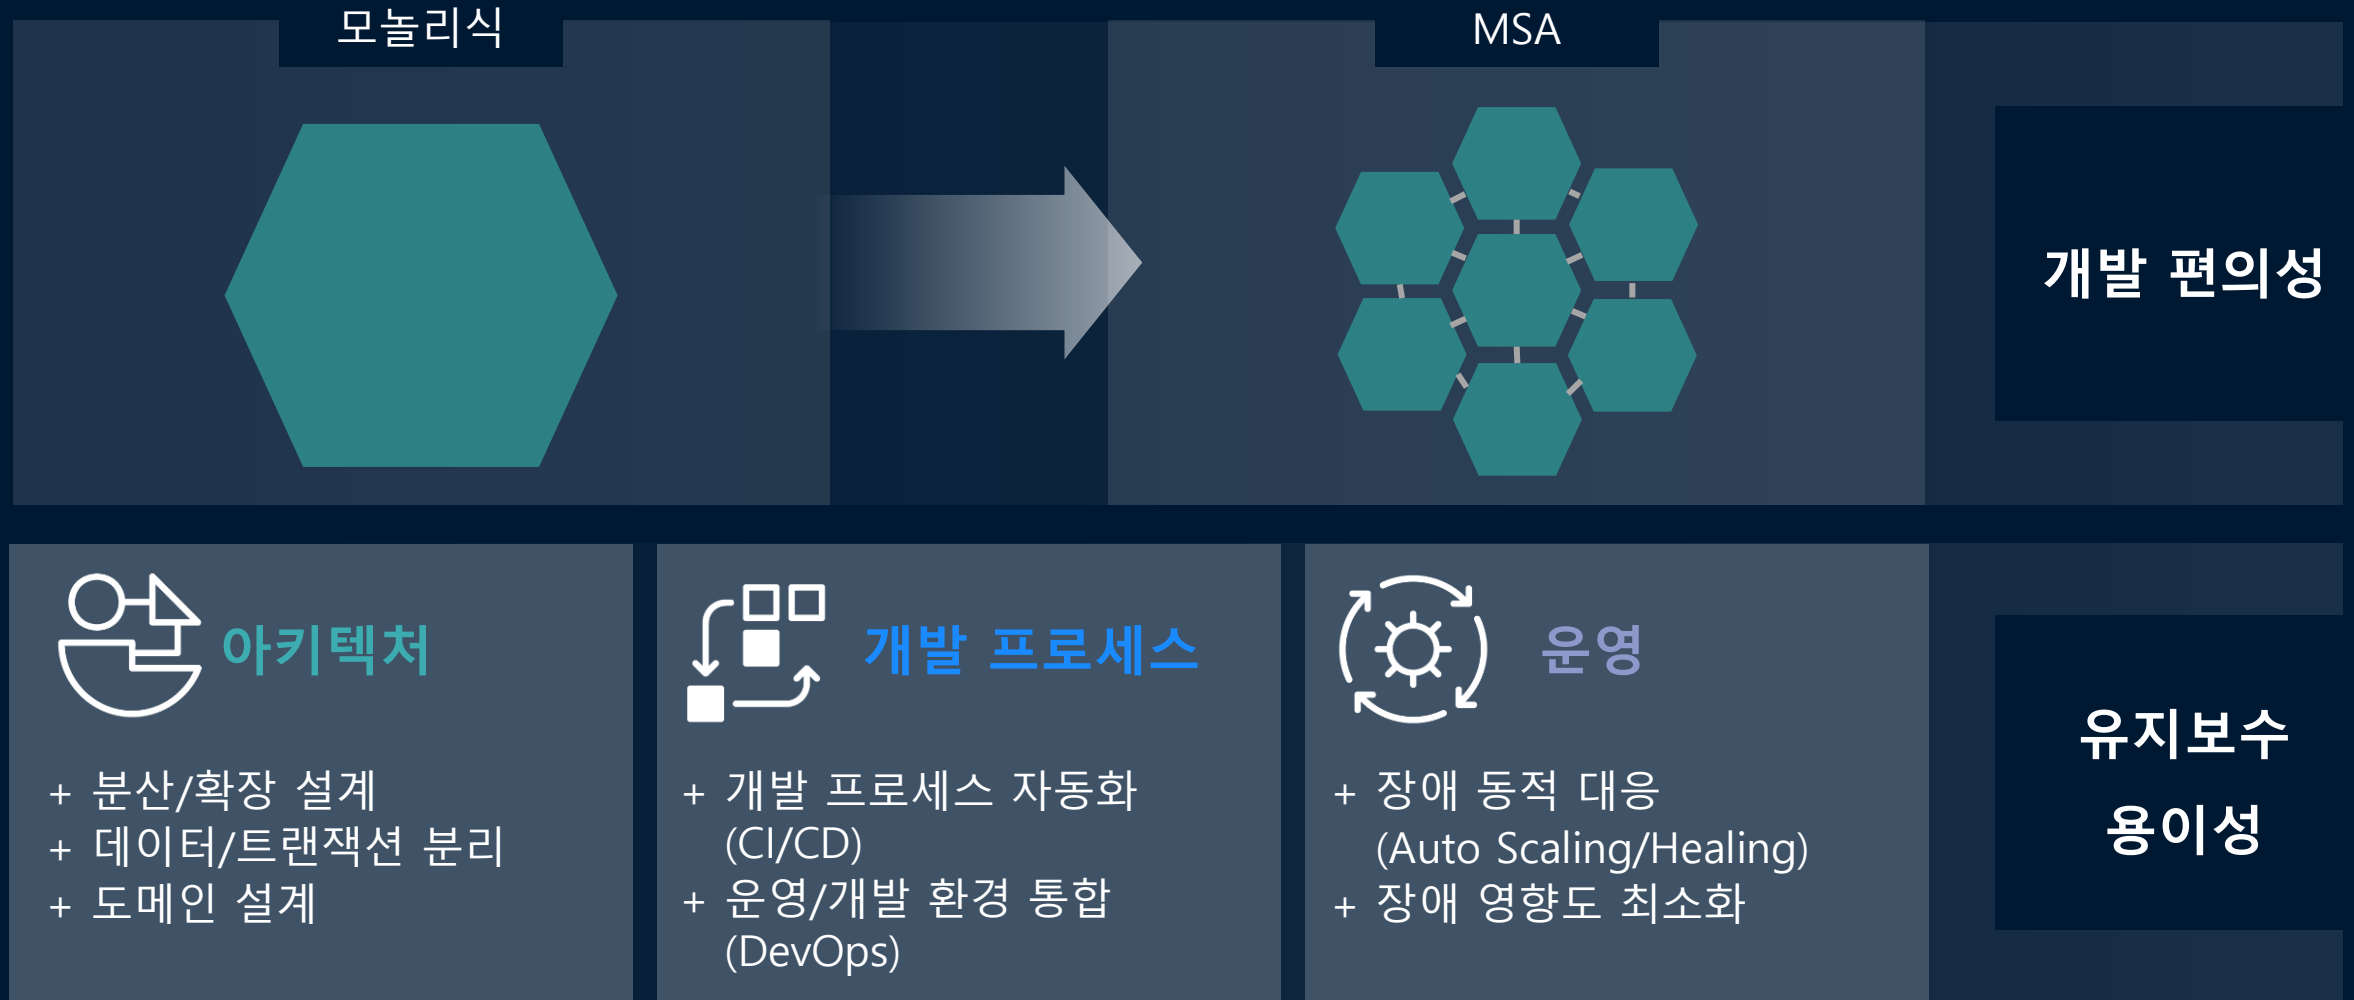 모놀리식
MSA
개발 편의성
아키텍처
+ 분산/확장 설계
+ 데이터/트랜잭션 분리
+ 도메인 설계
개발 프로세스
+ 개발 프로세스 자동화
(CI/CD)
+ 운영/개발 환경 통합
(DevOps)
운영
+ 장애 동적 대응
(Auto Scaling/Healing)
+ 장애 영향도 최소화
유지보수
용이성